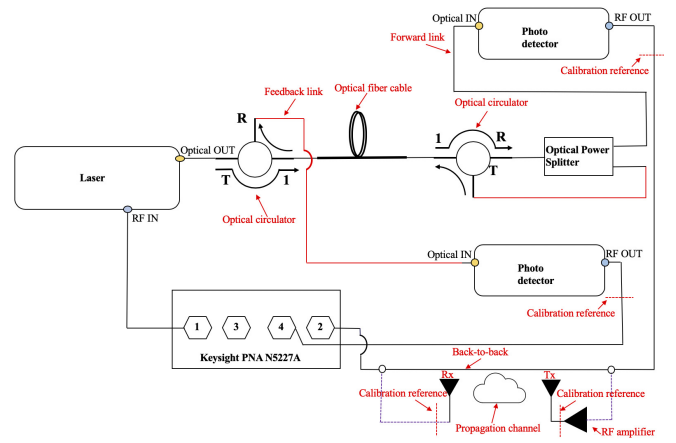 Optical IN
RF OUT
Photo
detector
Forward link
Calibration reference
Feedback link
Optical fiber cable
Optical circulator
R
1
R
Optical OUT
Optical Power
Splitter
T
1
T
Laser
Optical circulator
RF IN
Optical IN
RF OUT
Photo
detector
Calibration reference
1
3
4
2
Keysight PNA N5227A
Back-to-back
Rx
Tx
Calibration reference
Calibration reference
Propagation channel
RF amplifier